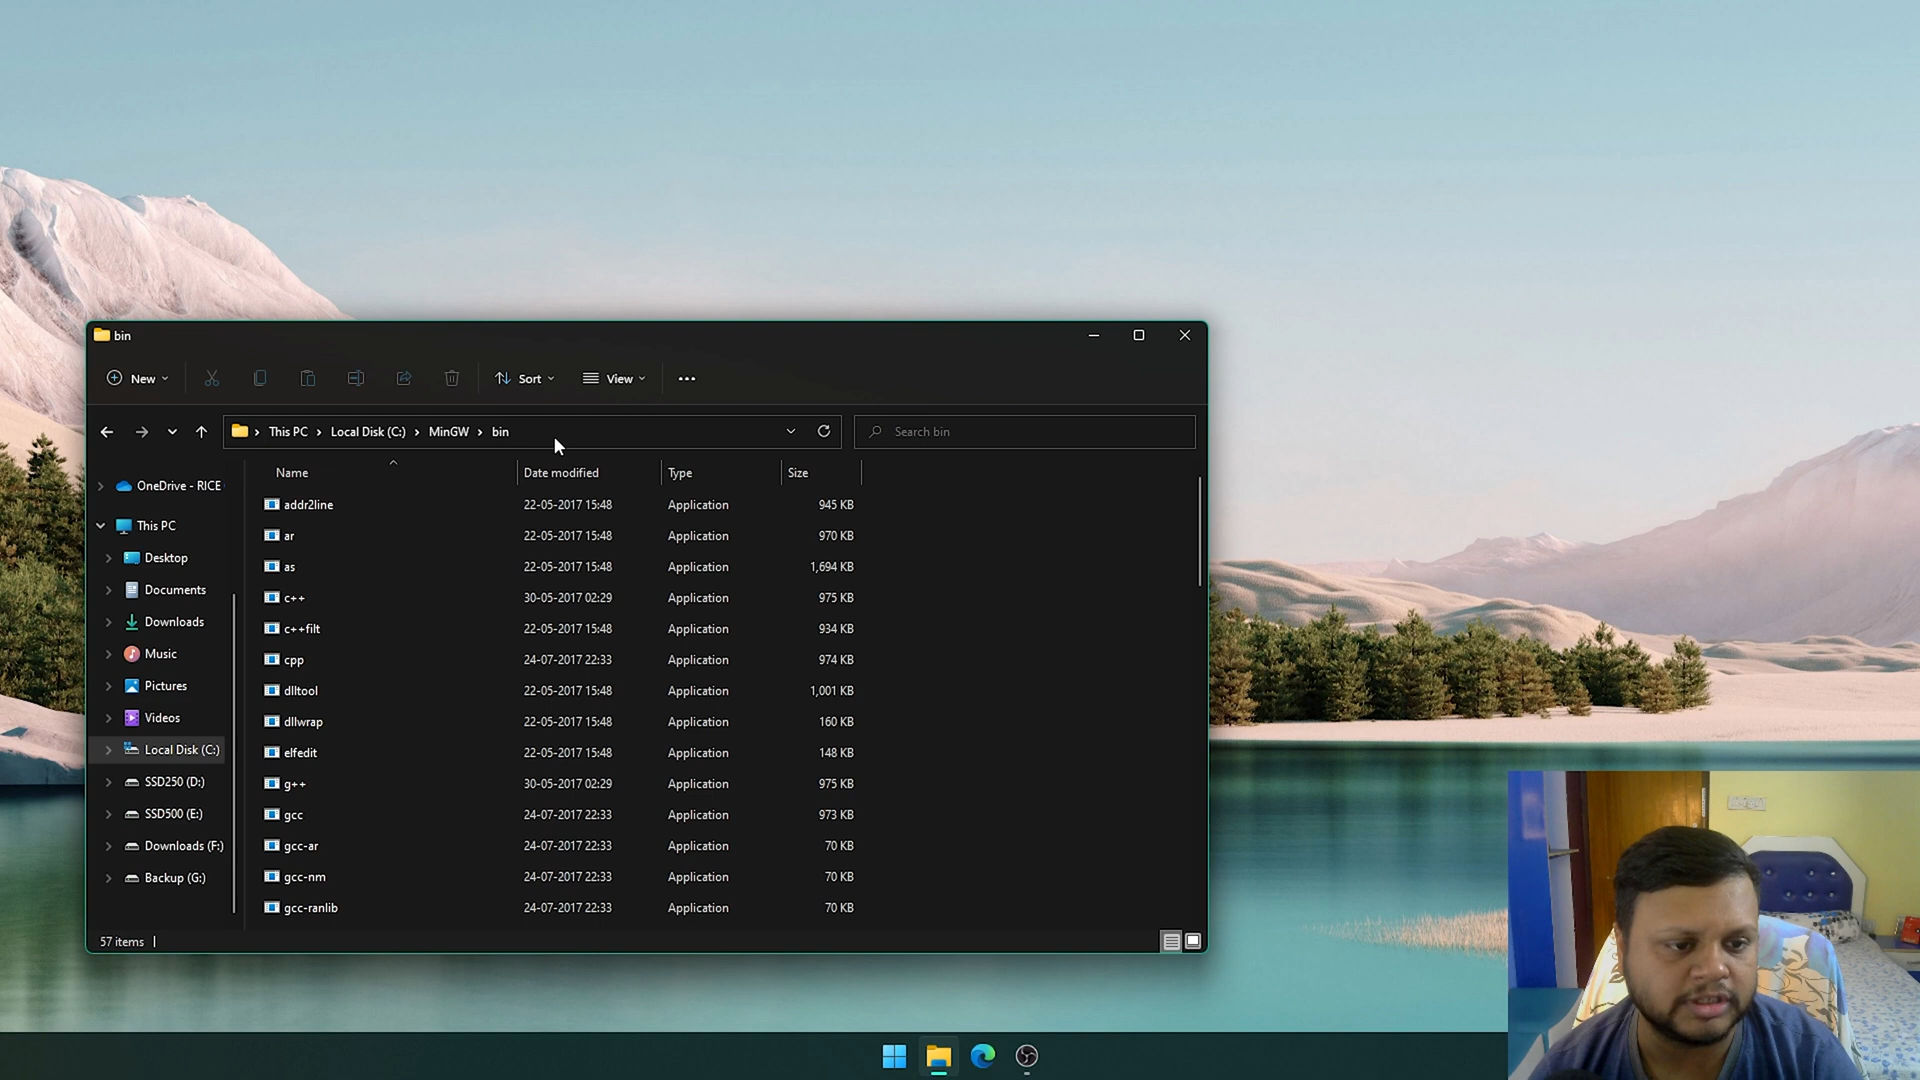 bin
New
Sort
View
This PC
Local Disk (C:)
MinGW
bin
Search bin
Name
Date modified
Type
Size
OneDrive - RICE
This PC
Desktop
Documents
Downloads
Music
Pictures
Videos
Local Disk (C:)
SSD250 (D:)
SSD500 (E:)
Downloads (F:)
Backup (G:)
addr2line 22-05-2017 15:48 Application 945 KB
ar 22-05-2017 15:48 Application 970 KB
as 22-05-2017 15:48 Application 1,694 KB
c++ 30-05-2017 02:29 Application 975 KB
c++filt 22-05-2017 15:48 Application 934 KB
cpp 24-07-2017 22:33 Application 974 KB
dlltool 22-05-2017 15:48 Application 1,001 KB
dllwrap 22-05-2017 15:48 Application 160 KB
elfedit 22-05-2017 15:48 Application 148 KB
g++ 30-05-2017 02:29 Application 975 KB
gcc 24-07-2017 22:33 Application 973 KB
gcc-ar 24-07-2017 22:33 Application 70 KB
gcc-nm 24-07-2017 22:33 Application 70 KB
gcc-ranlib 24-07-2017 22:33 Application 70 KB
57 items